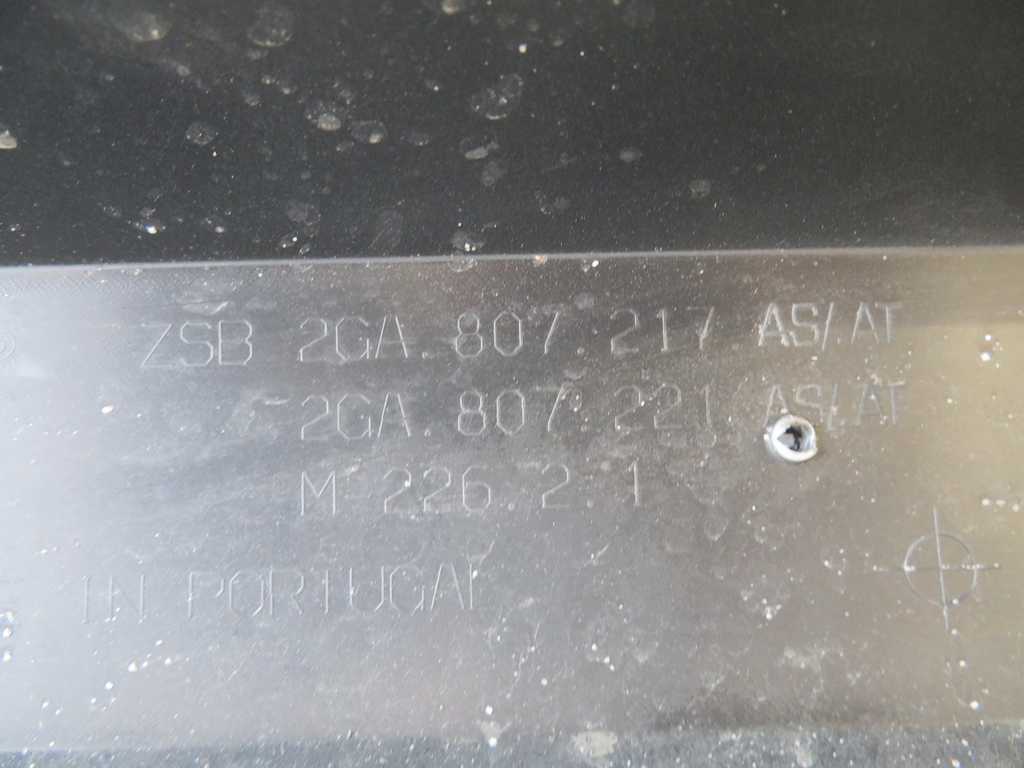 ZSB 2GA.807.217 AS/.AT
2GA.807.221 AS/.AT
M 226.2.1
IN PORTUGAL